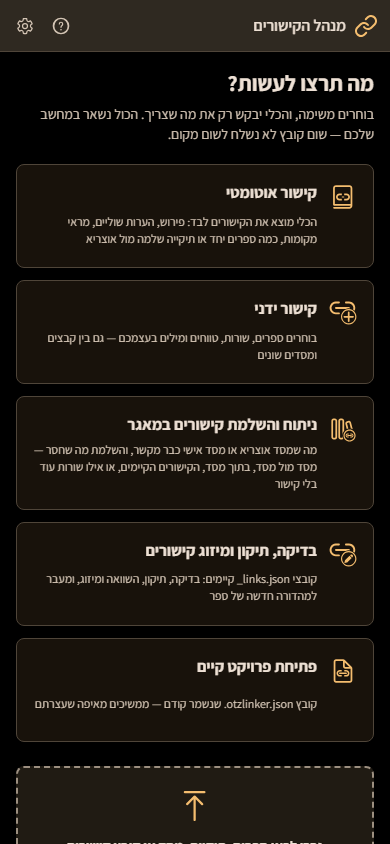 מנהל הקישורים
מה תרצו לעשות?
בוחרים משימה, והכלי יבקש רק את מה שצריך. הכול נשאר במחשב
שלכם — שום קובץ לא נשלח לשום מקום.
קישור אוטומטי
הכלי מוצא את הקישורים לבד: פירוש, הערות שוליים, מראי
מקומות, כמה ספרים יחד או תיקייה שלמה מול אוצריא
קישור ידני
בוחרים ספרים, שורות, טווחים ומילים בעצמכם — גם בין קבצים
ומסדים שונים
ניתוח והשלמת קישורים במאגר
מה שמסד אוצריא או מסד אישי כבר מקשר, והשלמת מה שחסר —
מסד מול מסד, בתוך מסד, הקישורים הקיימים, או אילו שורות עוד
בלי קישור
בדיקה, תיקון ומיזוג קישורים
קובצי links.json_ קיימים: בדיקה, תיקון, השוואה ומיזוג, ומעבר
למהדורה חדשה של ספר
פתיחת פרויקט קיים
קובץ otzlinker.json. שנשמר קודם — ממשיכים מאיפה שעצרתם